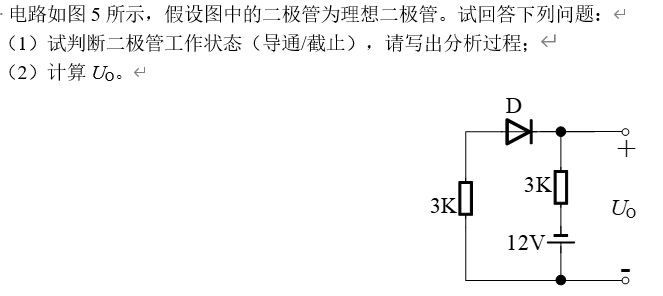 · 电路如图 5 所示，假设图中的二极管为理想二极管。试回答下列问题：↵
（1）试判断二极管工作状态（导通/截止），请写出分析过程；↵
（2）计算 UO。↵
D
3K
3K
12V
+
UO
-